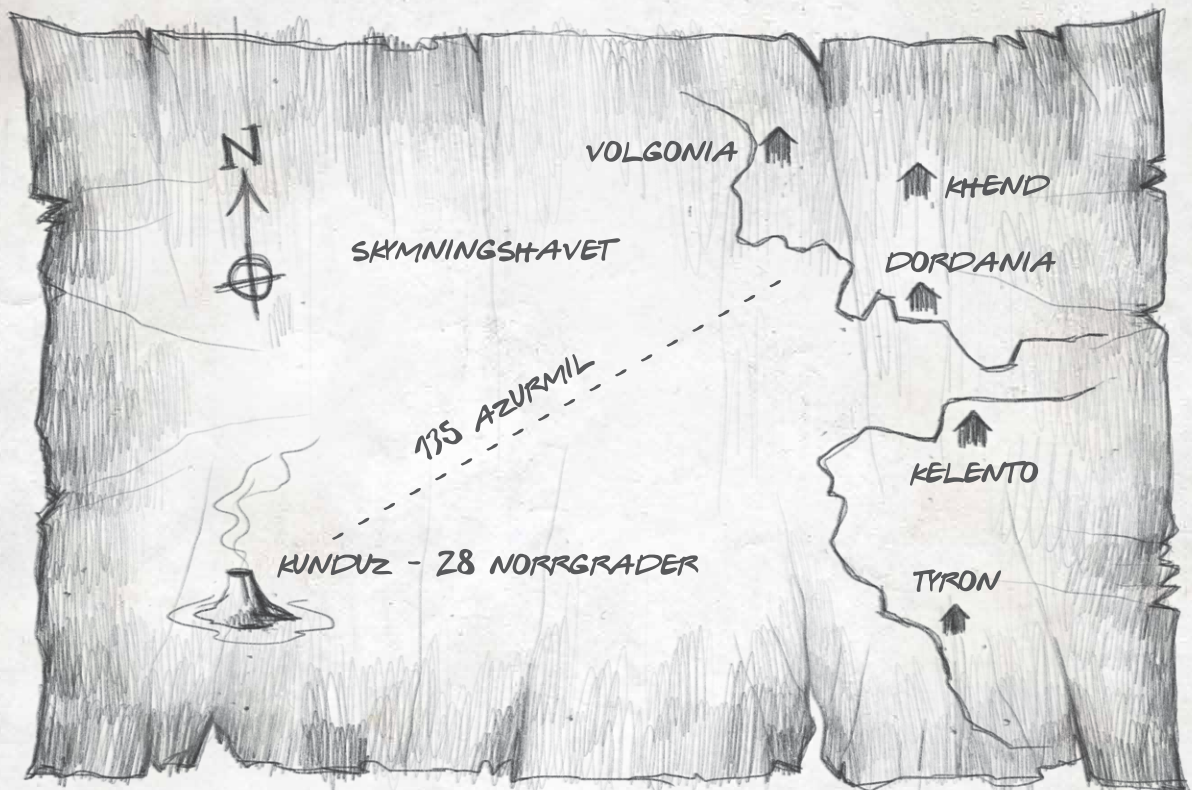 N
VOLGONIA
KHEND
SKYMNINGSHAVET
DORDANIA
135 AZURMIL
KELENTO
KUNDUZ - 28 NORRGRADER
TYRON